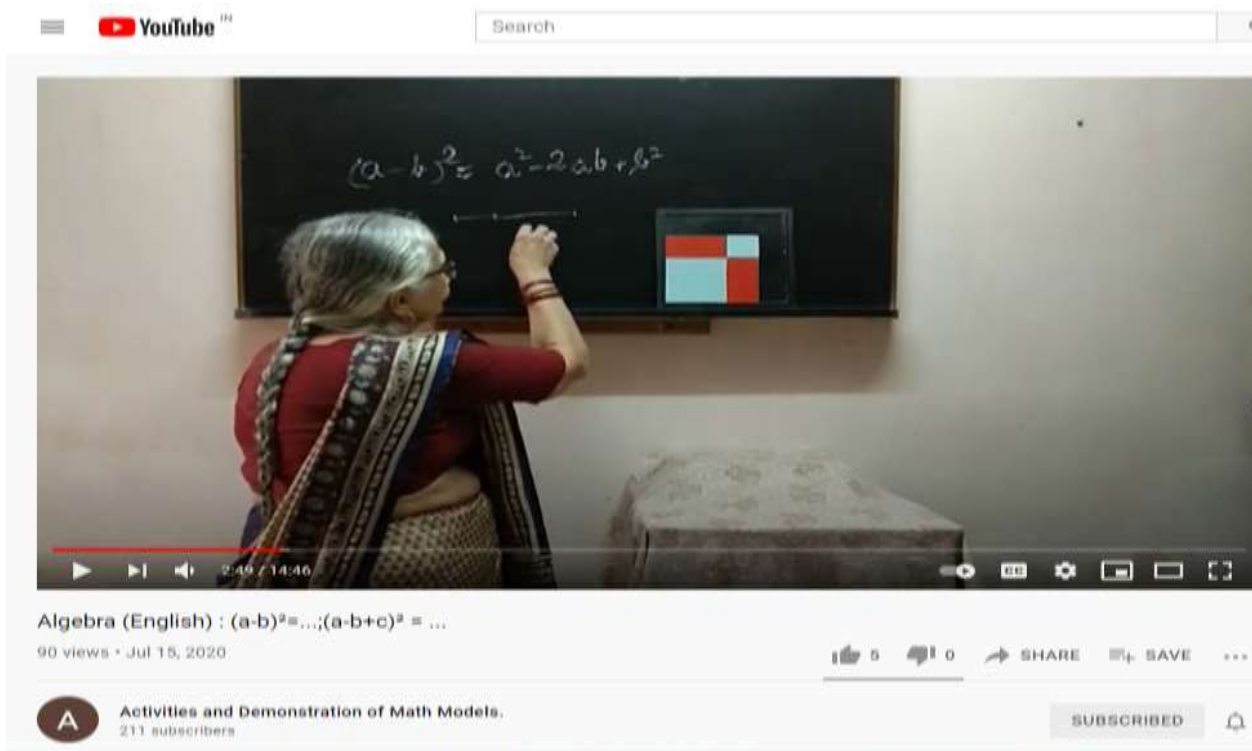 YouTube IN
Search
(a-b)²= a²-2ab+b²
2:49 / 14:46
CC
Algebra (English) : (a-b)²=...;(a-b+c)² = ...
90 views • Jul 15, 2020
5 0 SHARE SAVE ...
A
Activities and Demonstration of Math Models.
211 subscribers
SUBSCRIBED